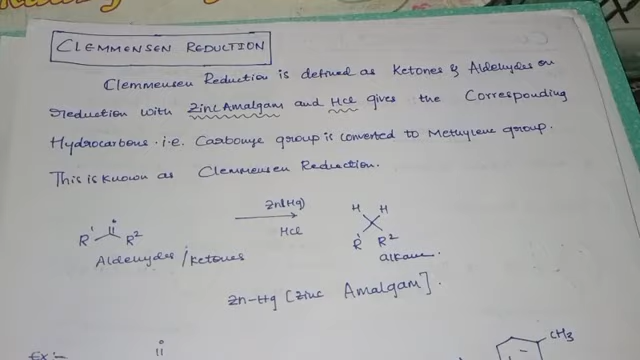 CLEMMENSEN REDUCTION
Clemmensen Reduction is defined as Ketones & Aldehydes on
reduction with Zinc Amalgam and Hcl gives the Corresponding
Hydrocarbons. i.e. Carbonyl group is converted to Methylene group.
This is known as Clemmensen Reduction.
Zn(Hg)
HCl
H H
R' R²
R' R²
Aldehydes/Ketones
alkane.
Zn-Hg [Zinc Amalgam].
Ex:-
CH3